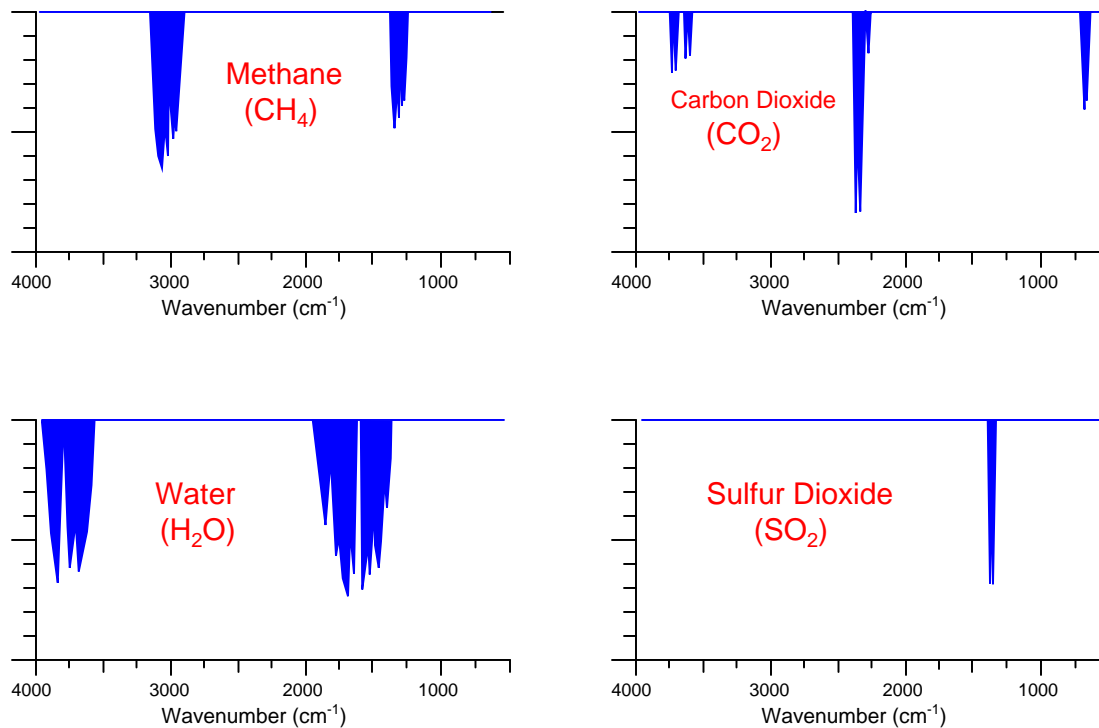 Methane
(CH₄)
4000 3000 2000 1000
Wavenumber (cm⁻¹)
Carbon Dioxide
(CO₂)
4000 3000 2000 1000
Wavenumber (cm⁻¹)
Water
(H₂O)
4000 3000 2000 1000
Wavenumber (cm⁻¹)
Sulfur Dioxide
(SO₂)
4000 3000 2000 1000
Wavenumber (cm⁻¹)